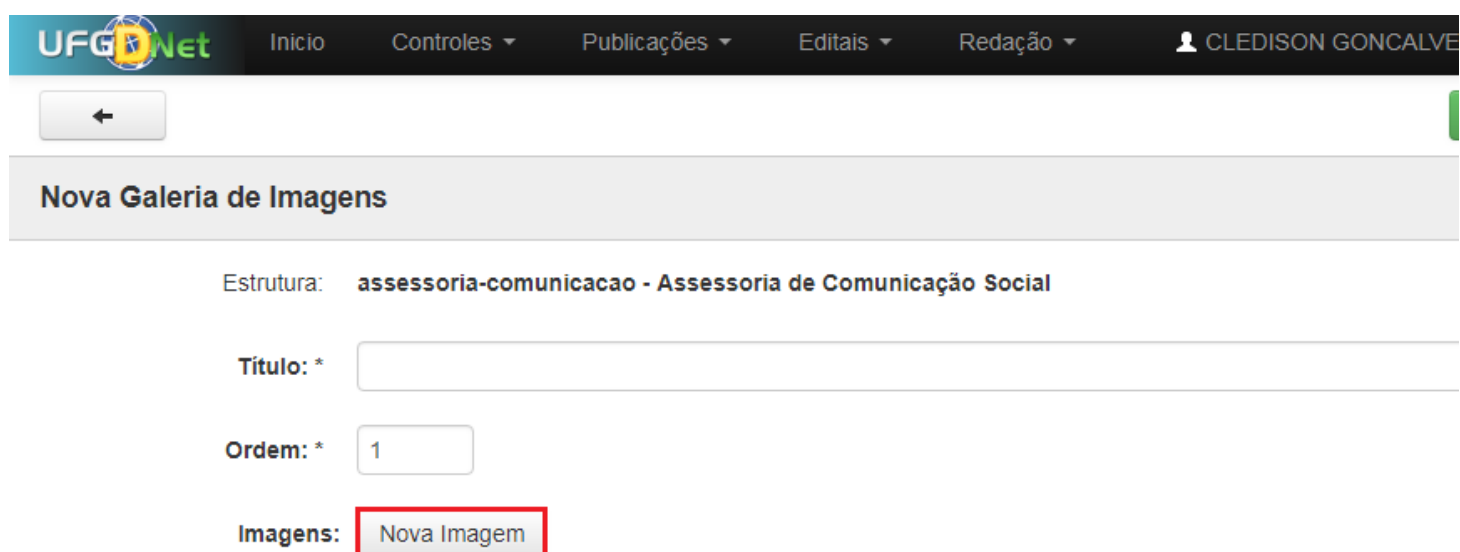 UFGDNet Inicio Controles Publicações Editais Redação CLEDISON GONCALVE
Nova Galeria de Imagens
Estrutura: assessoria-comunicacao - Assessoria de Comunicação Social
Título: *
Ordem: * 1
Imagens: Nova Imagem